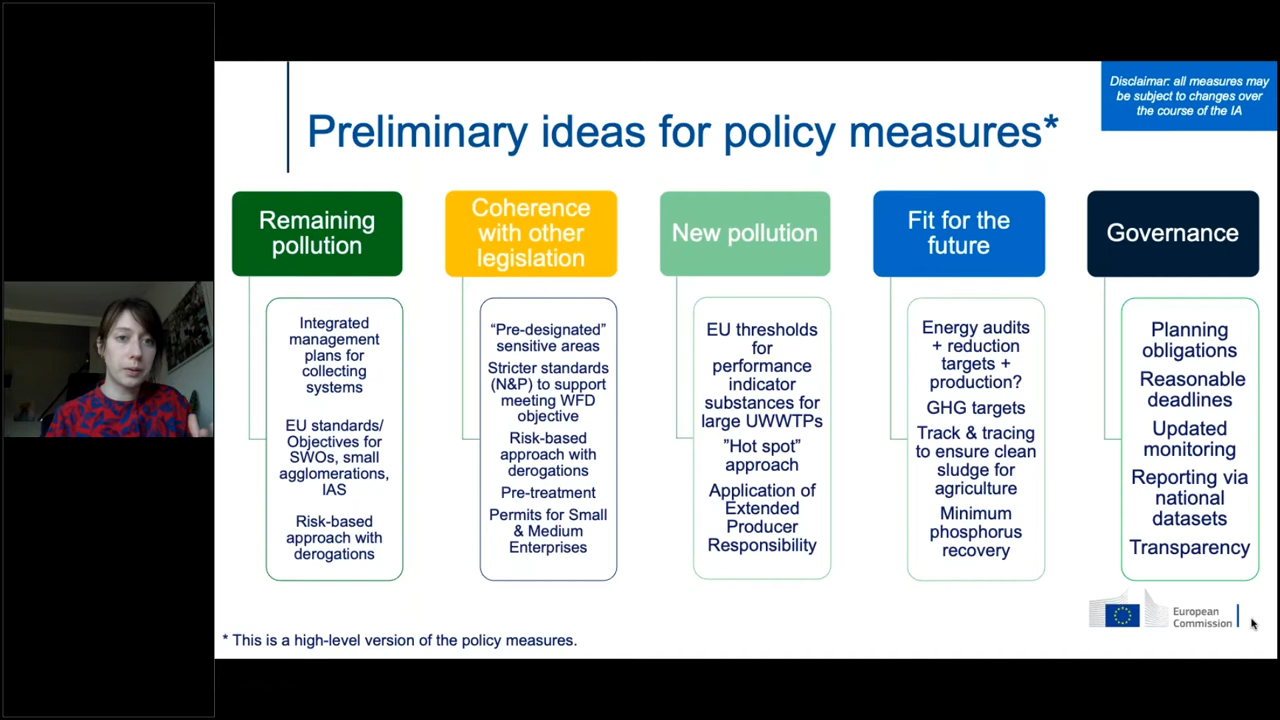 Disclaimar: all measures may
be subject to changes over
the course of the IA
Preliminary ideas for policy measures*
Remaining
pollution
Integrated
management
plans for
collecting
systems
EU standards/
Objectives for
SWOs, small
agglomerations,
IAS
Risk-based
approach with
derogations
Coherence
with other
legislation
“Pre-designated”
sensitive areas
Stricter standards
(N&P) to support
meeting WFD
objective
Risk-based
approach with
derogations
Pre-treatment
Permits for Small
& Medium
Enterprises
New pollution
EU thresholds
for
performance
indicator
substances for
large UWWTPs
”Hot spot”
approach
Application of
Extended
Producer
Responsibility
Fit for the
future
Energy audits
+ reduction
targets +
production?
GHG targets
Track & tracing
to ensure clean
sludge for
agriculture
Minimum
phosphorus
recovery
Governance
Planning
obligations
Reasonable
deadlines
Updated
monitoring
Reporting via
national
datasets
Transparency
European
Commission
* This is a high-level version of the policy measures.